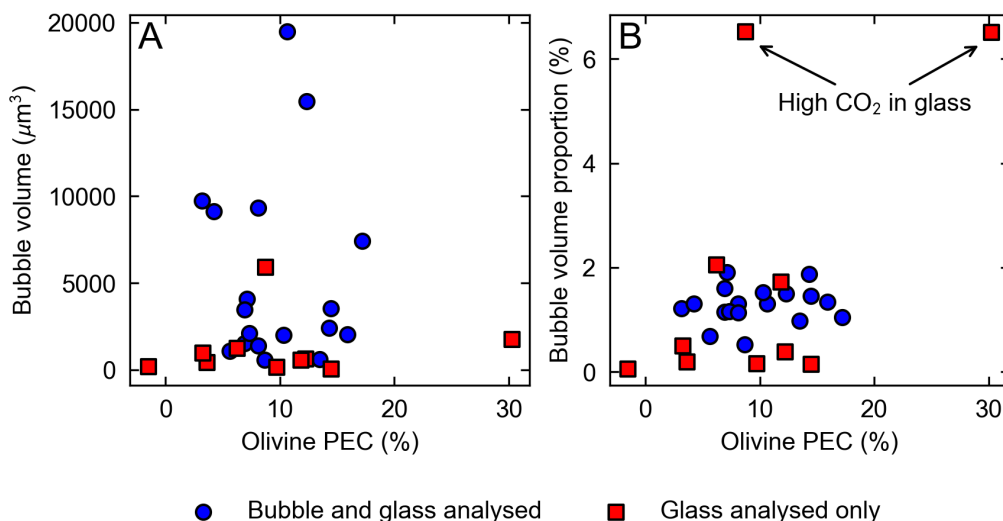 A
Bubble volume (μm³)
20000
15000
10000
5000
0
0
10
20
30
Olivine PEC (%)
B
Bubble volume proportion (%)
6
4
2
0
High CO₂ in glass
0
10
20
30
Olivine PEC (%)
Bubble and glass analysed
Glass analysed only